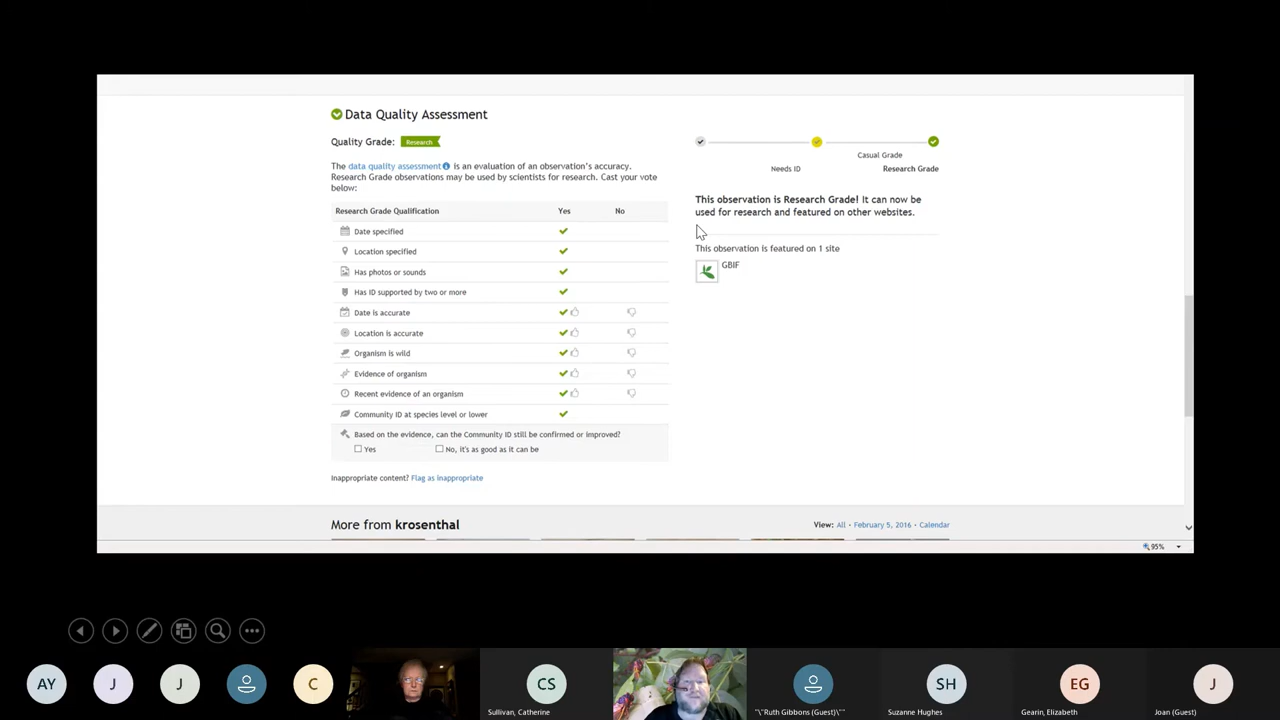 Data Quality Assessment
Quality Grade: Research
The data quality assessment is an evaluation of an observation's accuracy.
Research Grade observations may be used by scientists for research. Cast your vote
below:
Research Grade Qualification Yes No
Date specified
Location specified
Has photos or sounds
Has ID supported by two or more
Date is accurate
Location is accurate
Organism is wild
Evidence of organism
Recent evidence of an organism
Community ID at species level or lower
Based on the evidence, can the Community ID still be confirmed or improved?
Yes No, it's as good as it can be
Inappropriate content? Flag as inappropriate
Casual Grade
Needs ID Research Grade
This observation is Research Grade! It can now be
used for research and featured on other websites.
This observation is featured on 1 site
GBIF
More from krosenthal
View: All • February 5, 2016 • Calendar
95%
AY J J C CS SH EG J
Sullivan, Catherine "\"Ruth Gibbons (Guest)\"" Suzanne Hughes Gearin, Elizabeth Joan (Guest)